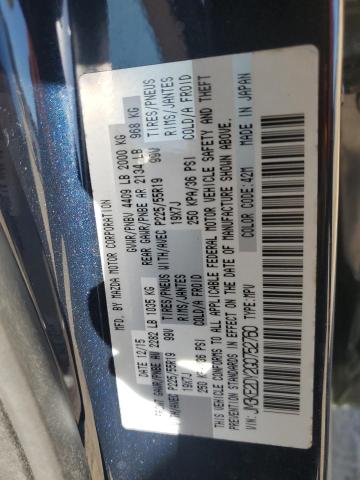 MFD. BY: MAZDA MOTOR CORPORATION
DATE 12/15 GVWR/PNBV 4409 LB 2000 KG
FRONT GAWR/PNBE AV 2282 LB 1035 KG REAR GAWR/PNBE AR 2134 LB 968 KG
WITH/AVEC P225/55R19 99V TIRES/PNEUS WITH/AVEC P225/55R19 99V TIRES/PNEUS
19X7J RIMS/JANTES 19X7J RIMS/JANTES
250 KPA/36 PSI COLD/A FROID 250 KPA/36 PSI COLD/A FROID
THIS VEHICLE CONFORMS TO ALL APPLICABLE FEDERAL MOTOR VEHICLE SAFETY AND THEFT
PREVENTION STANDARDS IN EFFECT ON THE DATE OF MANUFACTURE SHOWN ABOVE.
MADE IN JAPAN
VIN: TYPE: MPV COLOR CODE: 42M